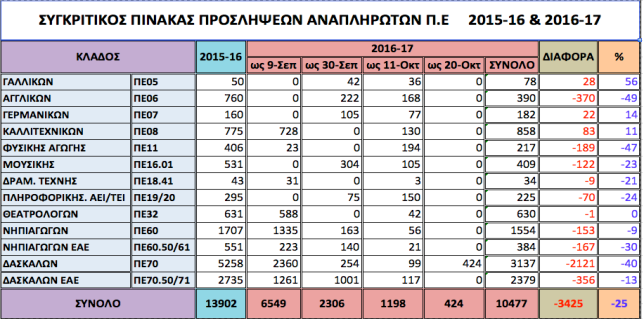 ΣΥΓΚΡΙΤΙΚΟΣ ΠΙΝΑΚΑΣ ΠΡΟΣΛΗΨΕΩΝ ΑΝΑΠΛΗΡΩΤΩΝ Π.Ε 2015-16 & 2016-17
ΚΛΑΔΟΣ 2015-16 2016-17 ΔΙΑΦΟΡΑ %
ως 9-Σεπ ως 30-Σεπ ως 11-Οκτ ως 20-Οκτ ΣΥΝΟΛΟ
ΓΑΛΛΙΚΩΝ ΠΕ05 50 0 42 36 0 78 28 56
ΑΓΓΛΙΚΩΝ ΠΕ06 760 0 222 168 0 390 -370 -49
ΓΕΡΜΑΝΙΚΩΝ ΠΕ07 160 0 105 77 0 182 22 14
ΚΑΛΛΙΤΕΧΝΙΚΩΝ ΠΕ08 775 728 0 130 0 858 83 11
ΦΥΣΙΚΗΣ ΑΓΩΓΗΣ ΠΕ11 406 23 0 194 0 217 -189 -47
ΜΟΥΣΙΚΗΣ ΠΕ16.01 531 0 304 105 0 409 -122 -23
ΔΡΑΜ. ΤΕΧΝΗΣ ΠΕ18.41 43 31 0 3 0 34 -9 -21
ΠΛΗΡΟΦΟΡΙΚΗΣ. ΑΕΙ/ΤΕΙ ΠΕ19/20 295 0 75 150 0 225 -70 -24
ΘΕΑΤΡΟΛΟΓΩΝ ΠΕ32 631 588 0 42 0 630 -1 0
ΝΗΠΙΑΓΩΓΩΝ ΠΕ60 1707 1335 163 56 0 1554 -153 -9
ΝΗΠΙΑΓΩΓΩΝ ΕΑΕ ΠΕ60.50/61 551 223 140 21 0 384 -167 -30
ΔΑΣΚΑΛΩΝ ΠΕ70 5258 2360 254 99 424 3137 -2121 -40
ΔΑΣΚΑΛΩΝ ΕΑΕ ΠΕ70.50/71 2735 1261 1001 117 0 2379 -356 -13
ΣΥΝΟΛΟ 13902 6549 2306 1198 424 10477 -3425 -25